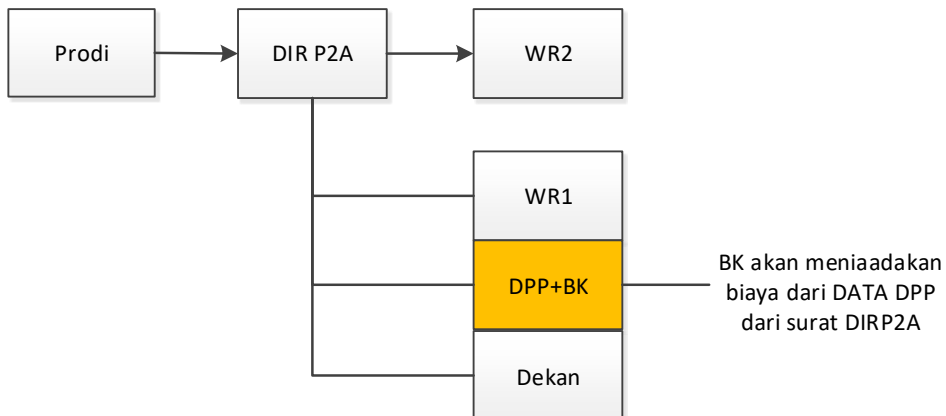 Prodi
DIR P2A
WR2
WR1
DPP+BK
BK akan meniaadakan
biaya dari DATA DPP
dari surat DIRP2A
Dekan